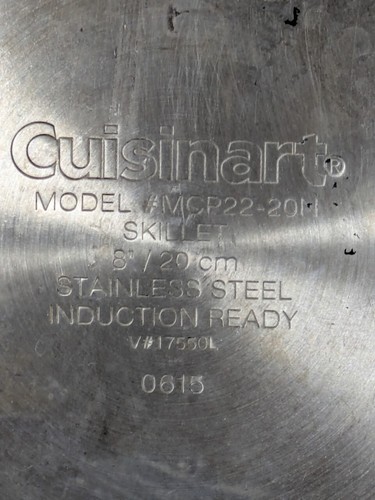 Cuisinart®
MODEL #MCP22-20N
SKILLET
8" / 20 cm
STAINLESS STEEL
INDUCTION READY
V#17550L
0615